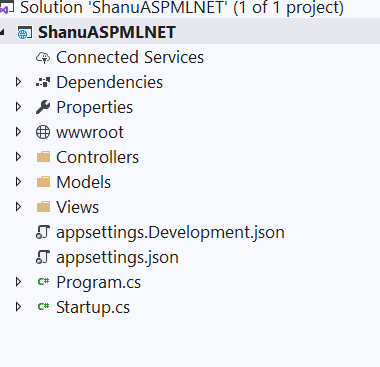 Solution 'ShanuASPMLNET' (1 of 1 project)
ShanuASPMLNET
Connected Services
Dependencies
Properties
wwwroot
Controllers
Models
Views
appsettings.Development.json
appsettings.json
C# Program.cs
C# Startup.cs